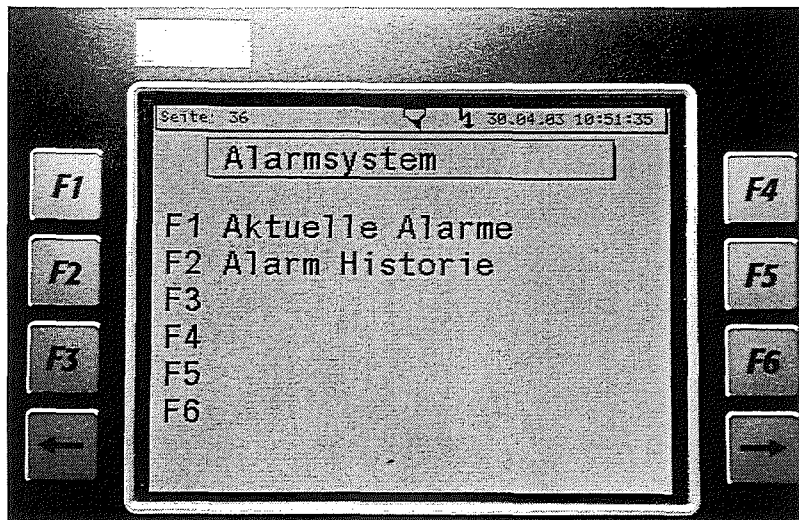 Seite: 36 30.04.03 10:51:35
Alarmsystem
F1 Aktuelle Alarme
F2 Alarm Historie
F3
F4
F5
F6
F1
F2
F3
F4
F5
F6